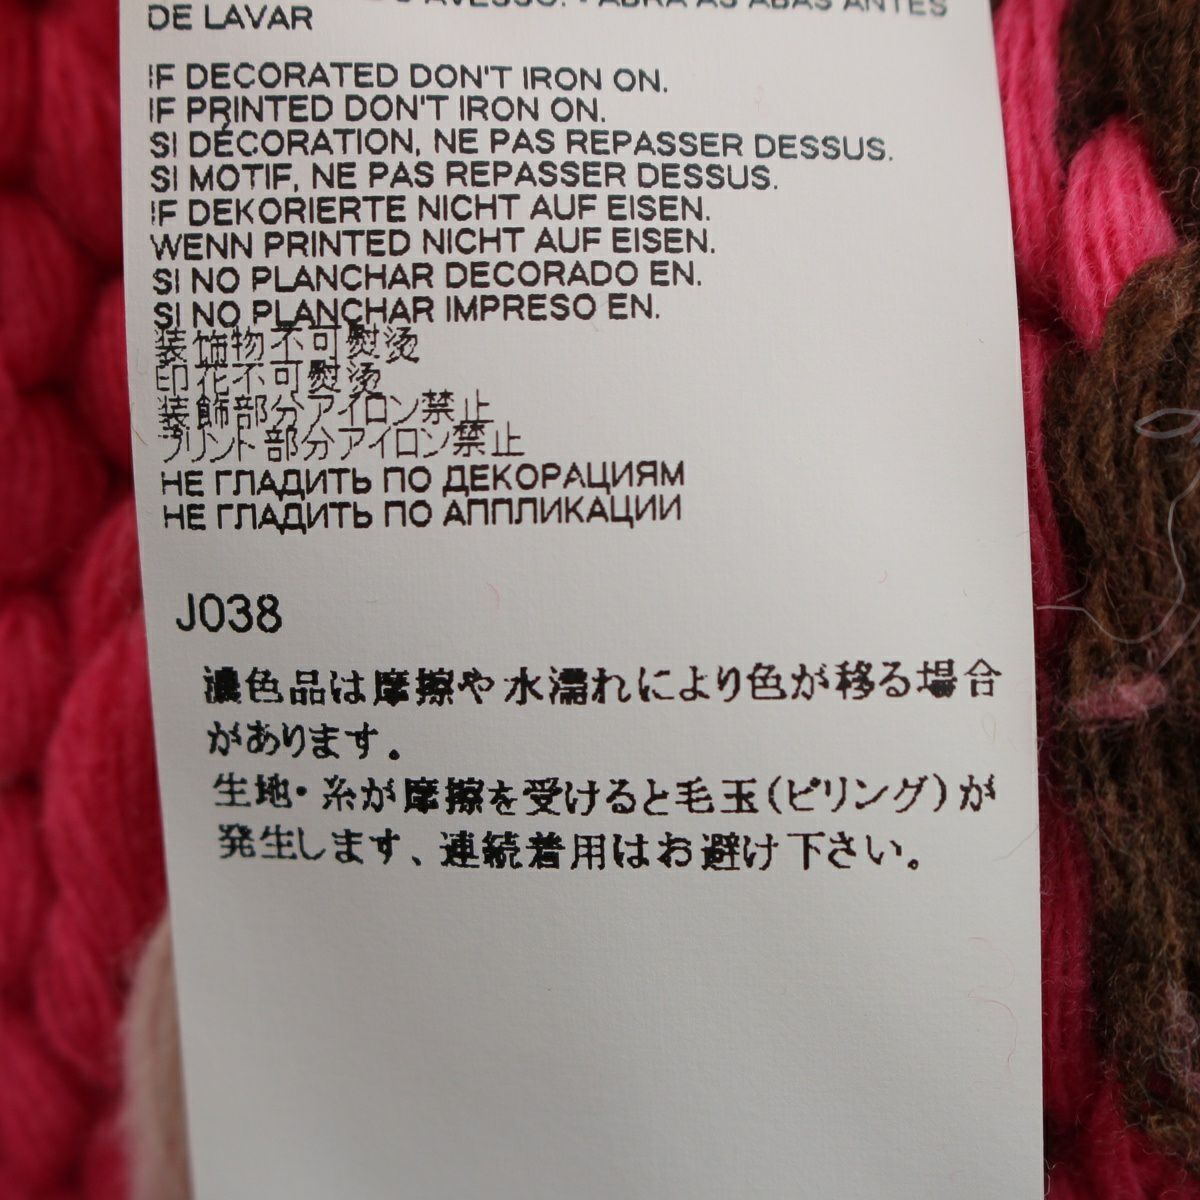 AVESSO. - ABRA AS ABAS ANTES
DE LAVAR
IF DECORATED DON'T IRON ON.
IF PRINTED DON'T IRON ON.
SI DÉCORATION, NE PAS REPASSER DESSUS.
SI MOTIF, NE PAS REPASSER DESSUS.
IF DEKORIERTE NICHT AUF EISEN.
WENN PRINTED NICHT AUF EISEN.
SI NO PLANCHAR DECORADO EN.
SI NO PLANCHAR IMPRESO EN.
装饰物不可熨烫
印花不可熨烫
装飾部分アイロン禁止
プリント部分アイロン禁止
НЕ ГЛАДИТЬ ПО ДЕКОРАЦИЯМ
НЕ ГЛАДИТЬ ПО АППЛИКАЦИИ
J038
濃色品は摩擦や水濡れにより色が移る場合
があります。
生地・糸が摩擦を受けると毛玉(ピリング)が
発生します、連続着用はお避け下さい。